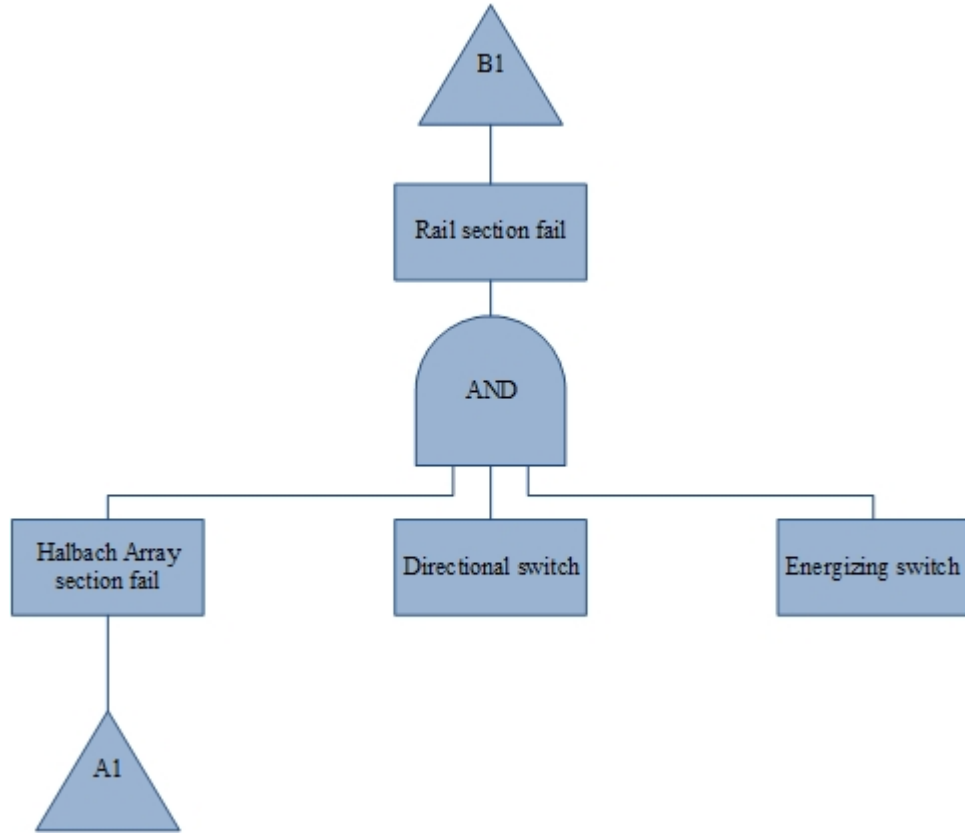 B1
Rail section fail
AND
Halbach Array
section fail
Directional switch
Energizing switch
A1